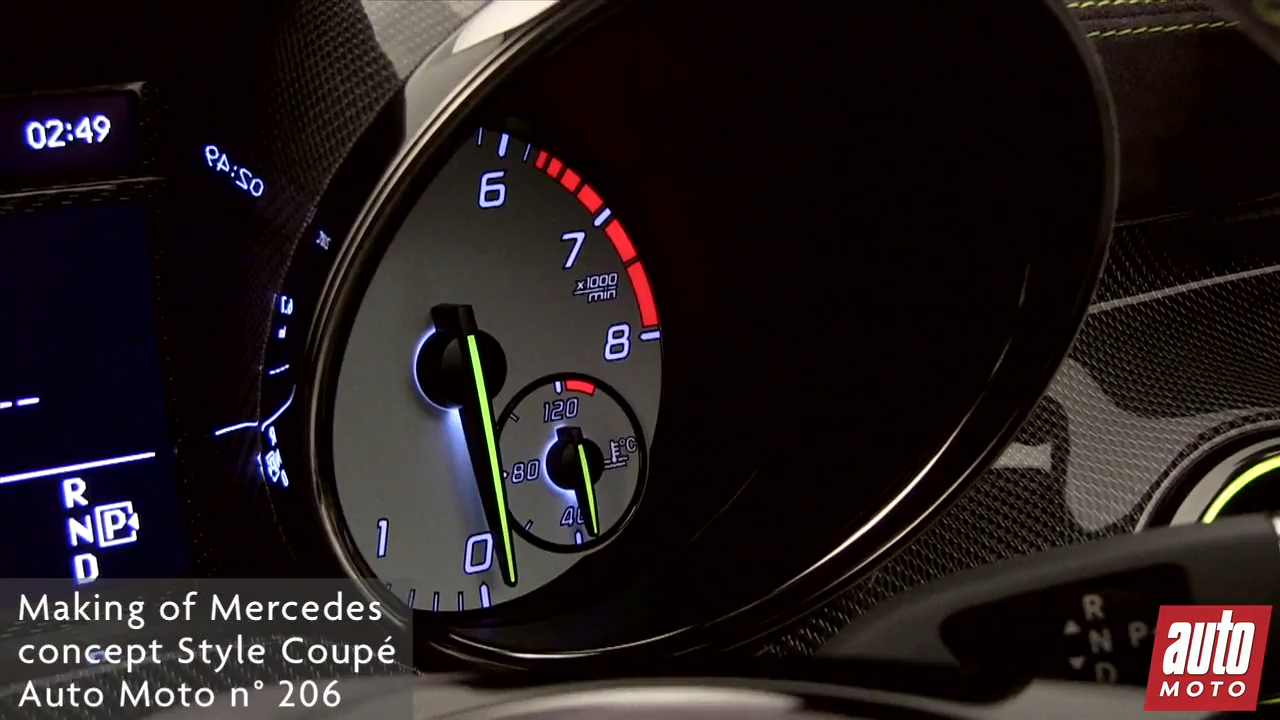 02:49
02:49
6
7
x1000
min
8
120
°C
80
40
1
0
R
N P
D
Making of Mercedes
concept Style Coupé
Auto Moto n° 206
R
N P
D
auto
MOTO